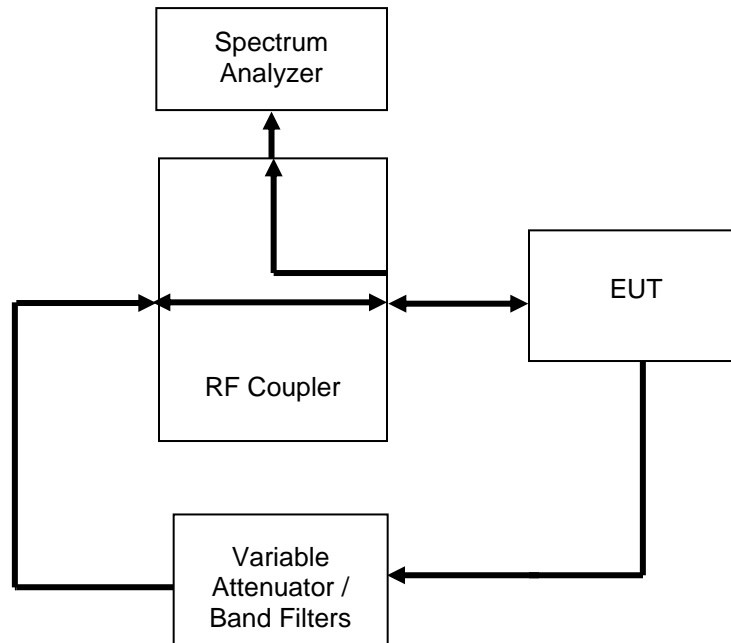 Spectrum
Analyzer
EUT
RF Coupler
Variable
Attenuator /
Band Filters